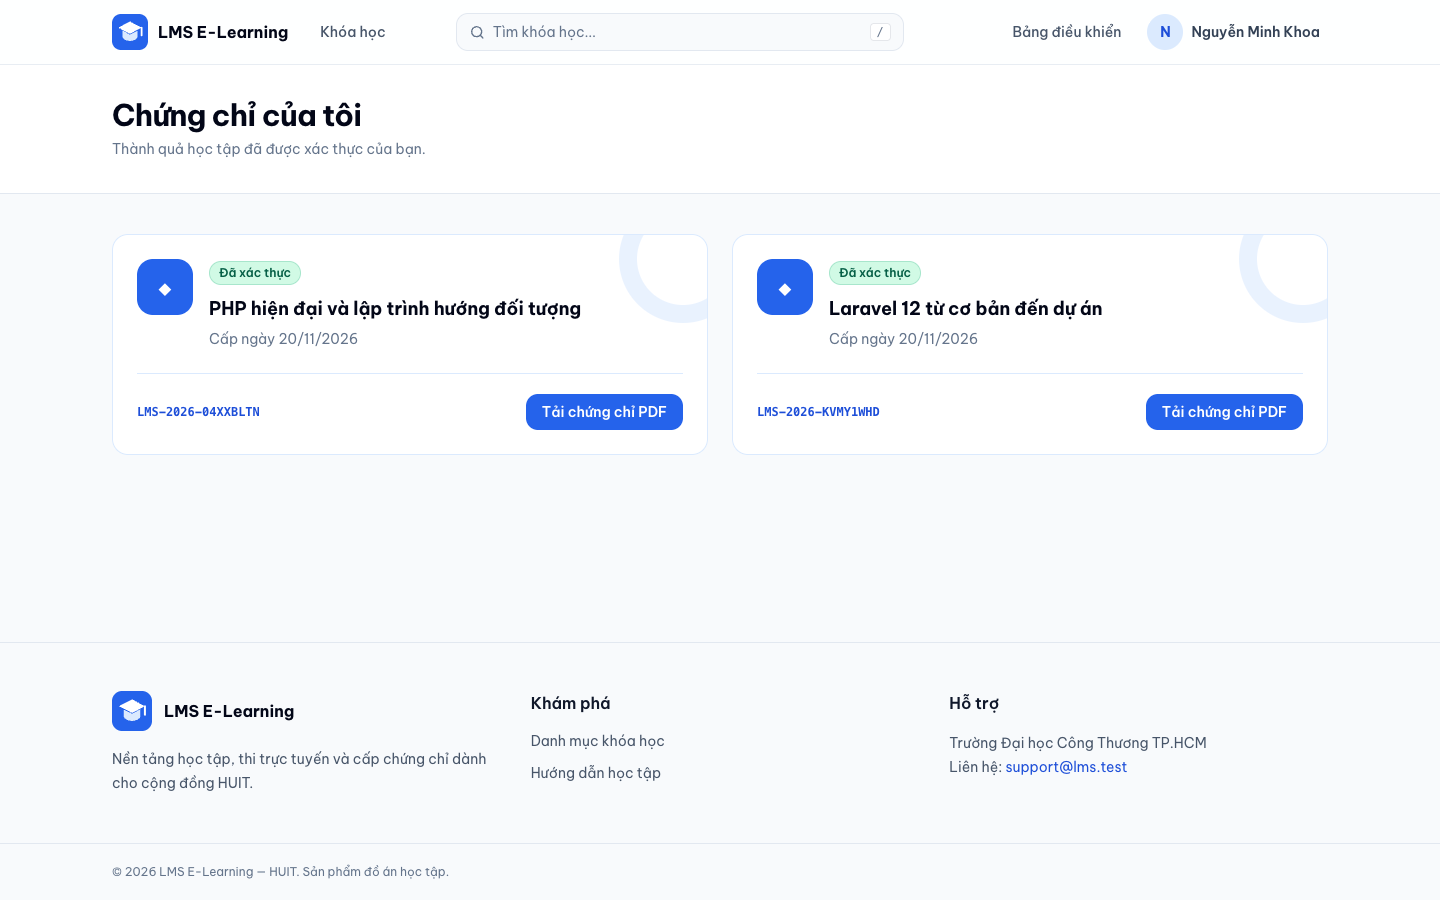 LMS E-Learning
Khóa học
Tìm khóa học...
/
Bảng điều khiển
N
Nguyễn Minh Khoa
Chứng chỉ của tôi
Thành quả học tập đã được xác thực của bạn.
Đã xác thực
PHP hiện đại và lập trình hướng đối tượng
Cấp ngày 20/11/2026
LMS-2026-04XXBLTN
Tải chứng chỉ PDF
Đã xác thực
Laravel 12 từ cơ bản đến dự án
Cấp ngày 20/11/2026
LMS-2026-KVMY1WHD
Tải chứng chỉ PDF
LMS E-Learning
Nền tảng học tập, thi trực tuyến và cấp chứng chỉ dành
cho cộng đồng HUIT.
Khám phá
Danh mục khóa học
Hướng dẫn học tập
Hỗ trợ
Trường Đại học Công Thương TP.HCM
Liên hệ: support@lms.test
© 2026 LMS E-Learning — HUIT. Sản phẩm đồ án học tập.